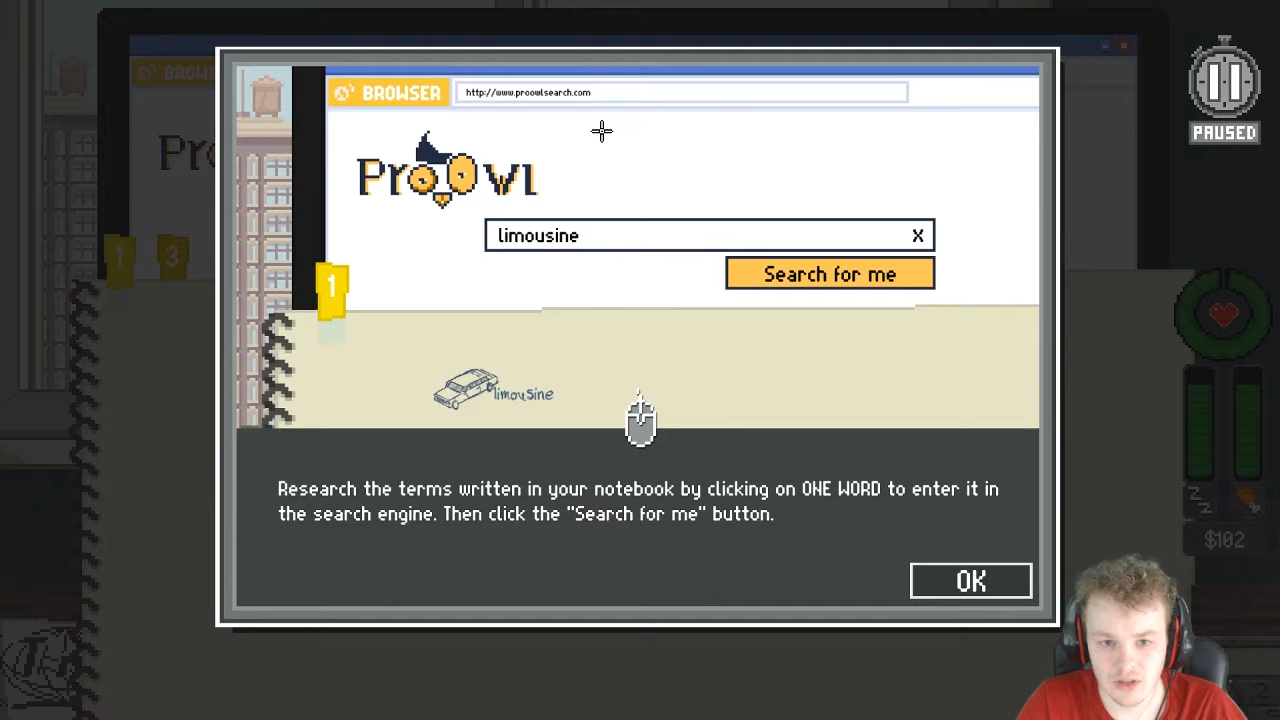 BROWSER
http://www.proowlsearch.com
PrOOwl
limousine X
Search for me
1
1 3
limousine
Research the terms written in your notebook by clicking on ONE WORD to enter it in
the search engine. Then click the "Search for me" button.
OK
PAUSED
$102